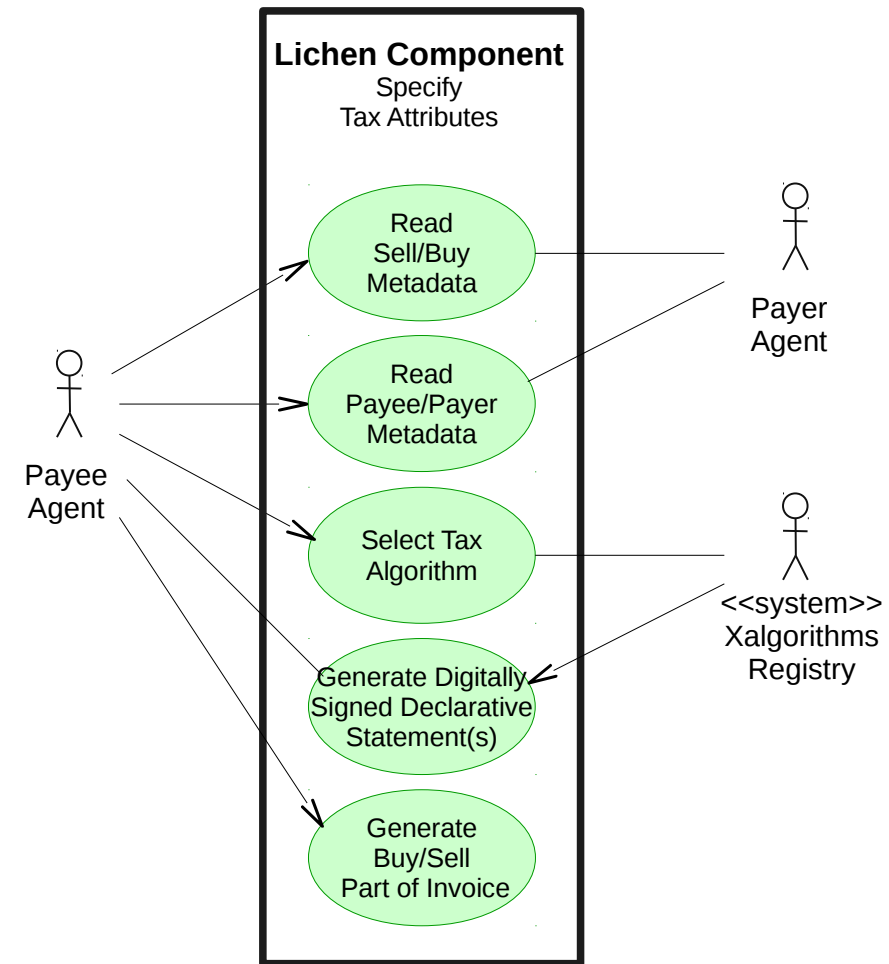 Lichen Component
Specify
Tax Attributes
Read
Sell/Buy
Metadata
Payer
Agent
Read
Payee/Payer
Metadata
Payee
Agent
Select Tax
Algorithm
<<system>>
Xalgorithms
Registry
Generate Digitally
Signed Declarative
Statement(s)
Generate
Buy/Sell
Part of Invoice